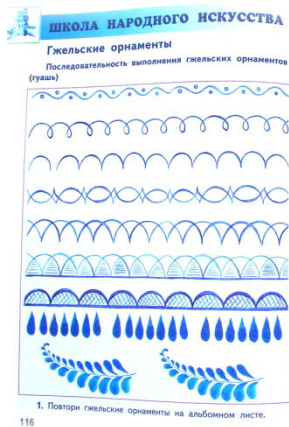 ШКОЛА НАРОДНОГО ИСКУССТВА
Гжельские орнаменты
Последовательность выполнения гжельских орнаментов
(гуашь)
1. Повтори гжельские орнаменты на альбомном листе.
116